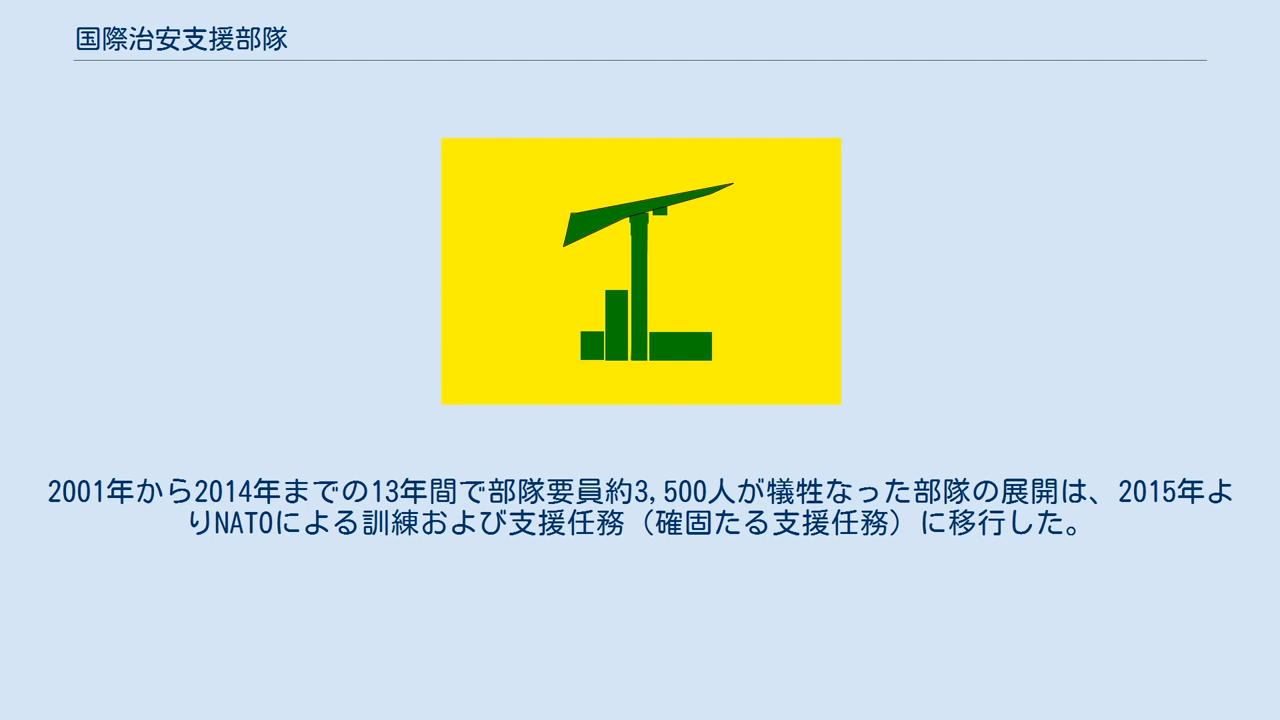 国際治安支援部隊
2001年から2014年までの13年間で部隊要員約3,500人が犠牲なった部隊の展開は、2015年よ
りNATOによる訓練および支援任務（確固たる支援任務）に移行した。